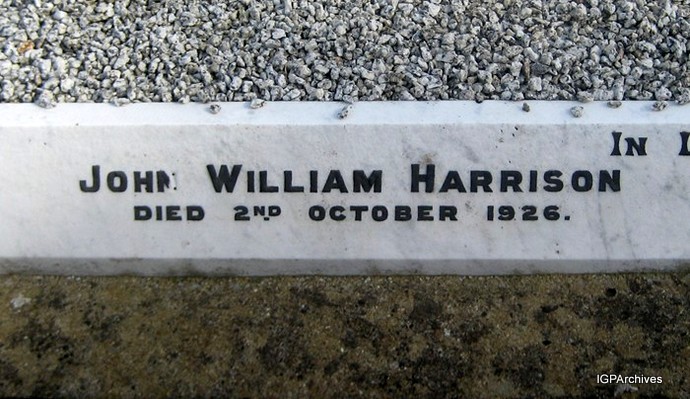 In
John William Harrison
died 2nd October 1926.
IGPArchives